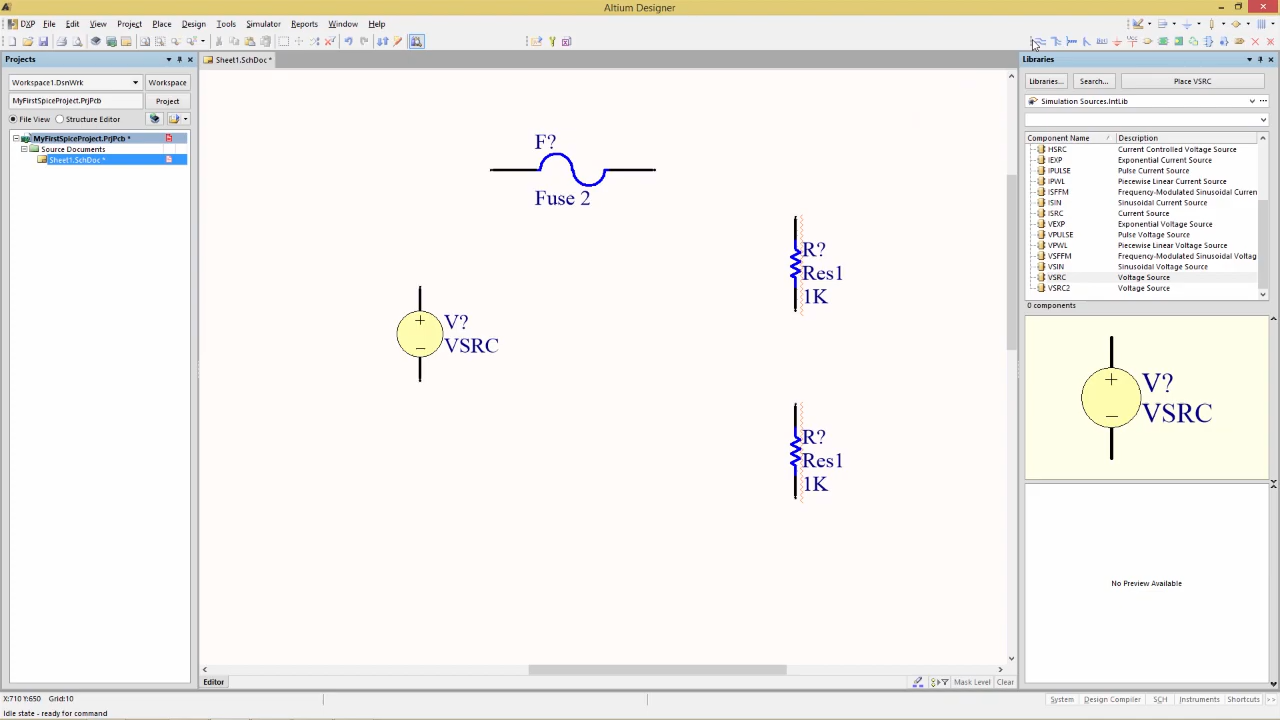 Altium Designer
DXP File Edit View Project Place Design Tools Simulator Reports Window Help
Projects
Workspace1.DsnWrk Workspace
MyFirstSpiceProject.PrjPcb Project
File View Structure Editor
MyFirstSpiceProject.PrjPcb *
Source Documents
Sheet1.SchDoc *
Sheet1.SchDoc *
F?
Fuse 2
R?
Res1
1K
V?
VSRC
R?
Res1
1K
Editor
Mask Level Clear
Libraries
Libraries... Search... Place VSRC
Simulation Sources.IntLib
Component Name Description
HSRC Current Controlled Voltage Source
IEXP Exponential Current Source
IPULSE Pulse Current Source
IPWL Piecewise Linear Current Source
ISFFM Frequency-Modulated Sinusoidal Curren
ISIN Sinusoidal Current Source
ISRC Current Source
VEXP Exponential Voltage Source
VPULSE Pulse Voltage Source
VPWL Piecewise Linear Voltage Source
VSFFM Frequency-Modulated Sinusoidal Voltag
VSIN Sinusoidal Voltage Source
VSRC Voltage Source
VSRC2 Voltage Source
0 components
V?
VSRC
No Preview Available
X:710 Y:650 Grid:10
System Design Compiler SCH Instruments Shortcuts >>
Idle state - ready for command